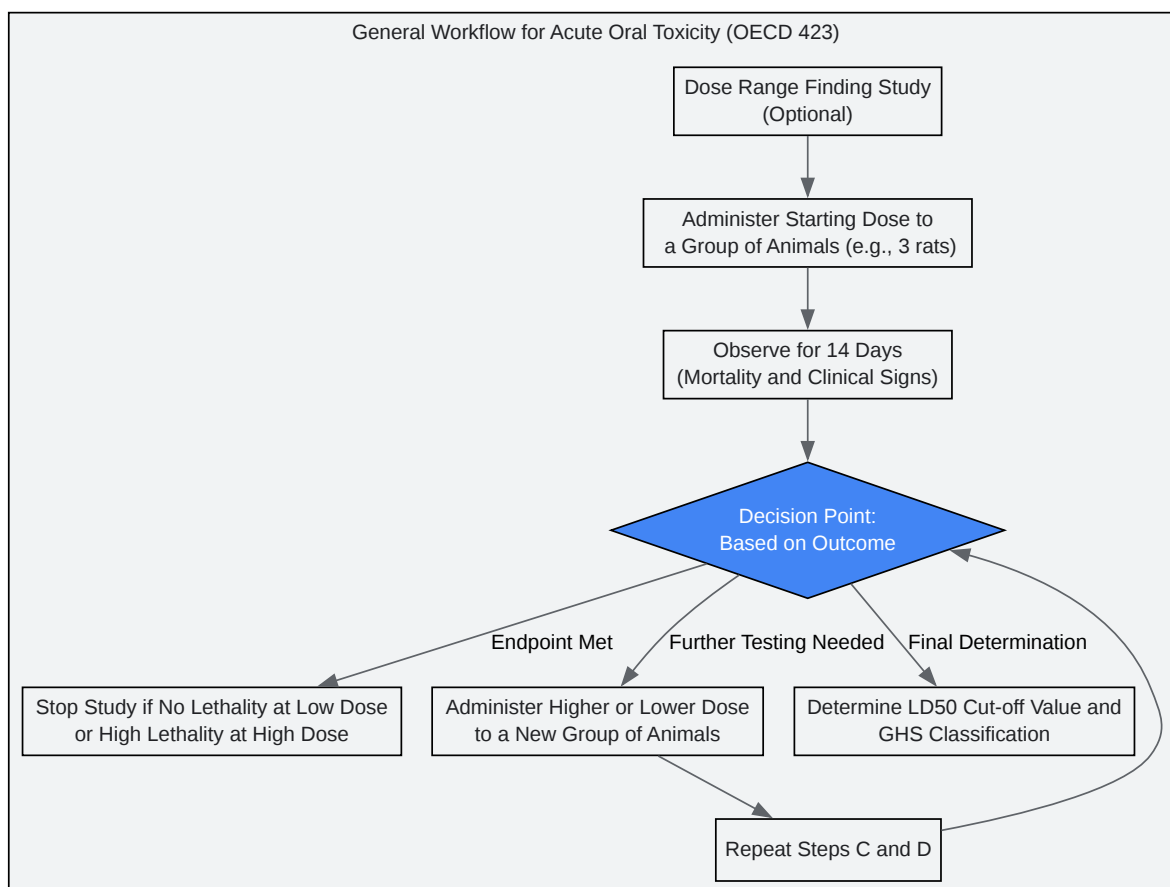 General Workflow for Acute Oral Toxicity (OECD 423)
Dose Range Finding Study
(Optional)
Administer Starting Dose to
a Group of Animals (e.g., 3 rats)
Observe for 14 Days
(Mortality and Clinical Signs)
Decision Point:
Based on Outcome
Endpoint Met
Further Testing Needed
Final Determination
Stop Study if No Lethality at Low Dose
or High Lethality at High Dose
Administer Higher or Lower Dose
to a New Group of Animals
Determine LD50 Cut-off Value and
GHS Classification
Repeat Steps C and D